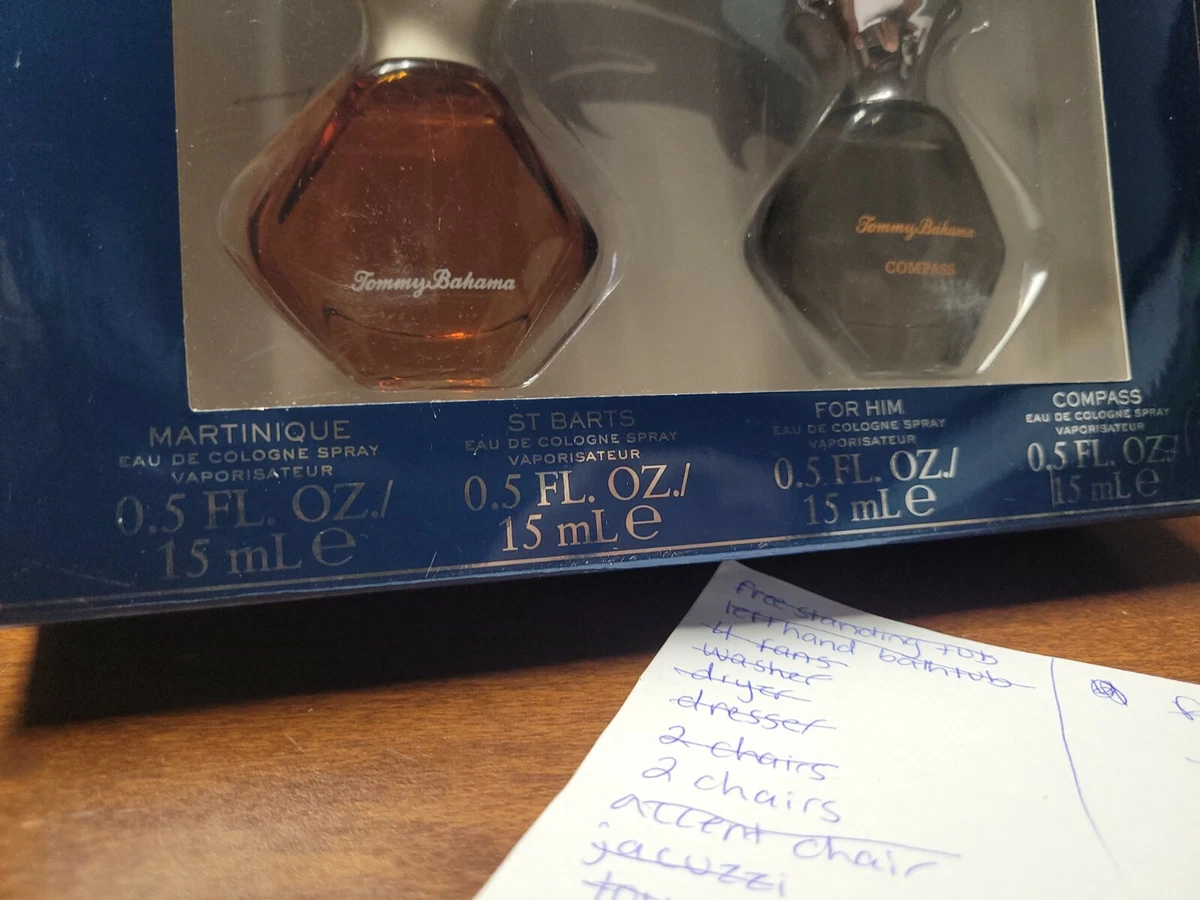 Tommy Bahama
Tommy Bahama
COMPASS
MARTINIQUE
EAU DE COLOGNE SPRAY
VAPORISATEUR
0.5 FL. OZ./
15 mL e
ST BARTS
EAU DE COLOGNE SPRAY
VAPORISATEUR
0.5 FL. OZ./
15 mL e
FOR HIM
EAU DE COLOGNE SPRAY
VAPORISATEUR
0.5 FL. OZ./
15 mL e
COMPASS
EAU DE COLOGNE SPRAY
VAPORISATEUR
0.5 FL. OZ./
15 mL e
free standing tub
left hand bathtub
4 fans
washer
dryer
dresser
2 chairs
2 chairs
accent chair
jacuzzi